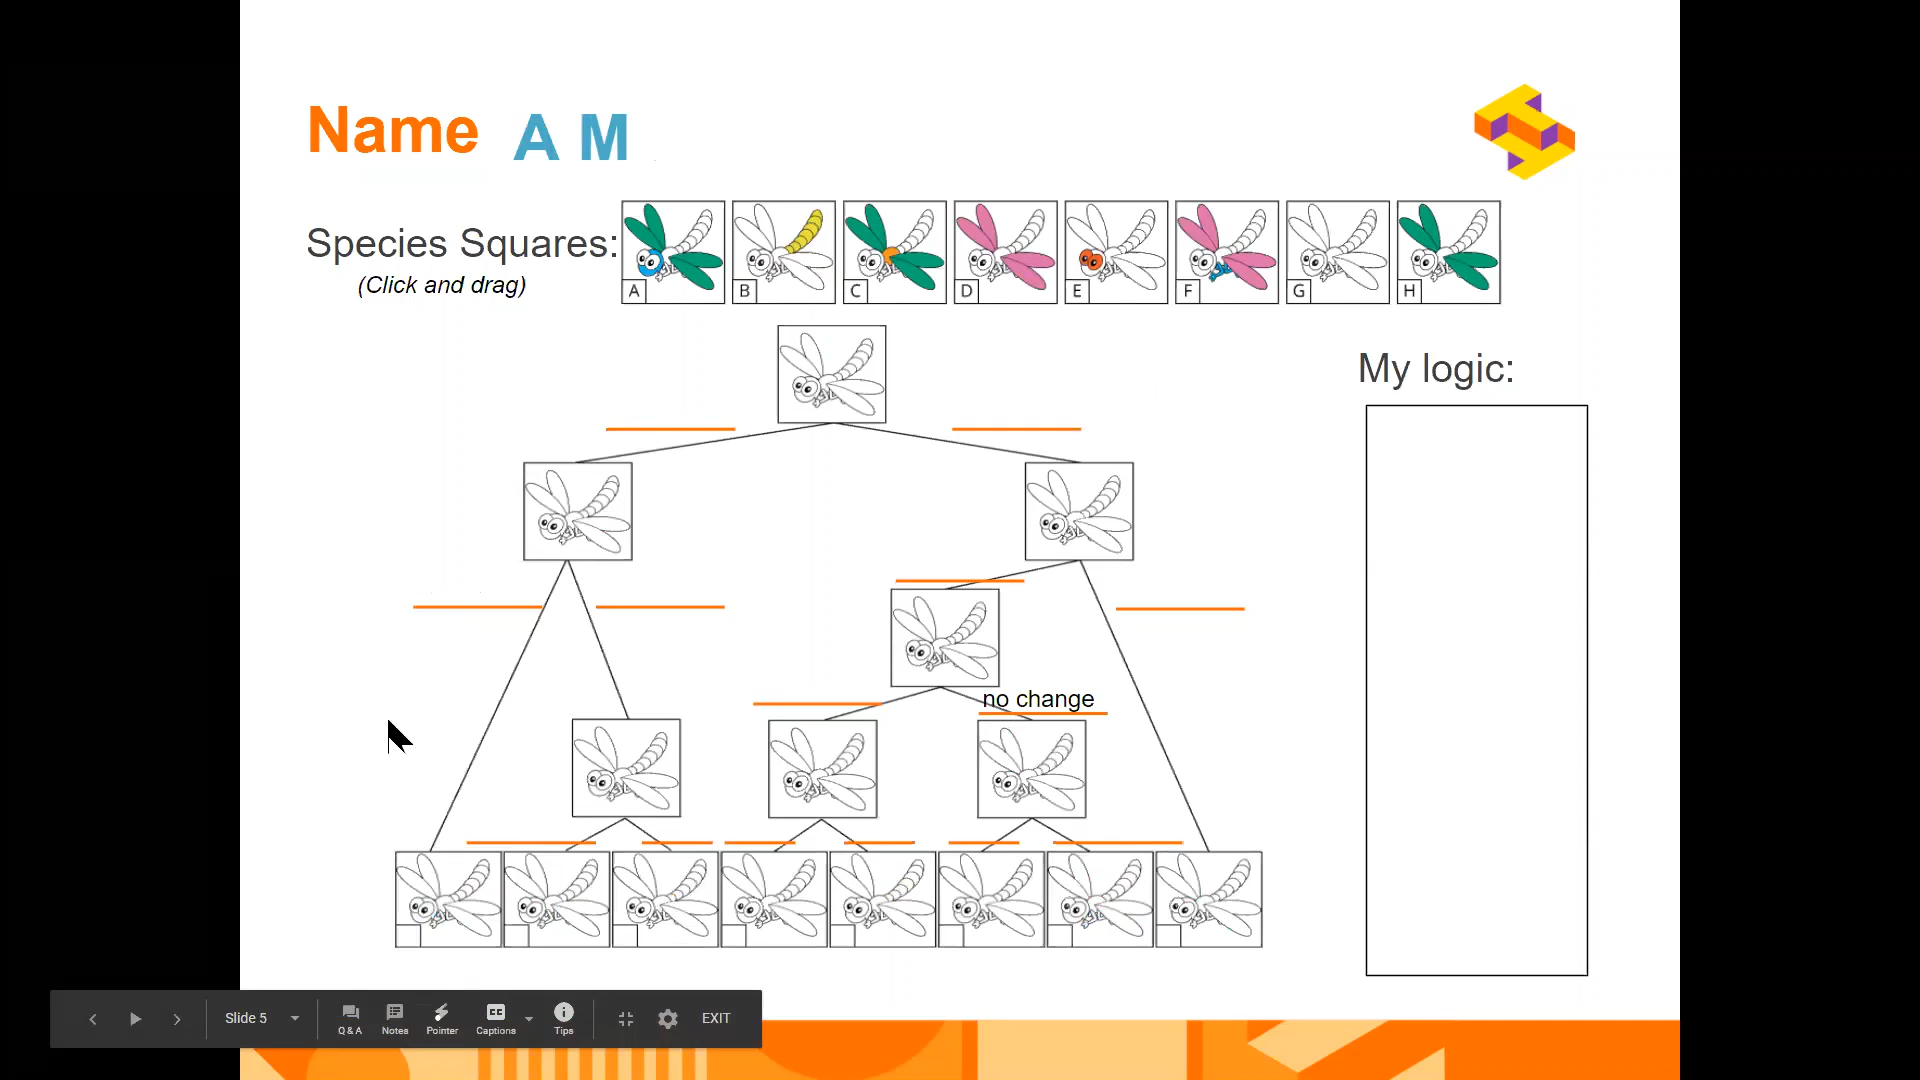 Name A M
Species Squares:
(Click and drag)
A B C D E F G H
My logic:
no change
Slide 5
Q & A Notes Pointer Captions Tips EXIT